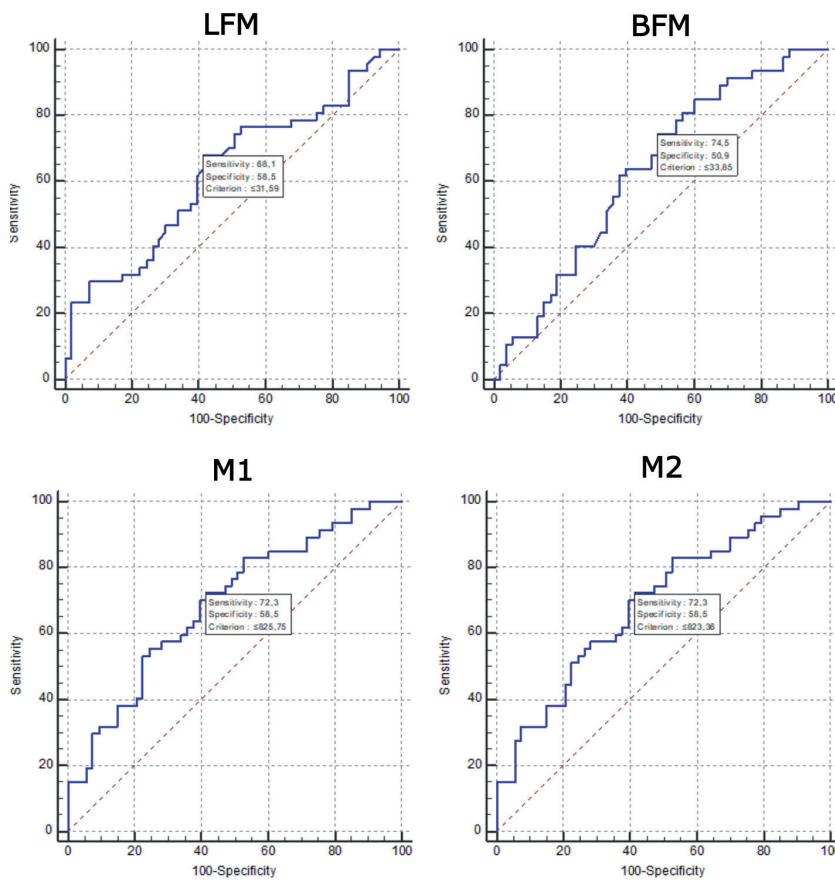 LFM
100
80
60
40
20
0
Sensitivity
Sensitivity : 68,1
Specificity : 58,5
Criterion : ≤31,59
0 20 40 60 80 100
100-Specificity
BFM
100
80
60
40
20
0
Sensitivity
Sensitivity : 74,5
Specificity : 50,9
Criterion : ≤33,85
0 20 40 60 80 100
100-Specificity
M1
100
80
60
40
20
0
Sensitivity
Sensitivity : 72,3
Specificity : 58,5
Criterion : ≤825,75
0 20 40 60 80 100
100-Specificity
M2
100
80
60
40
20
0
Sensitivity
Sensitivity : 72,3
Specificity : 58,5
Criterion : ≤823,36
0 20 40 60 80 100
100-Specificity